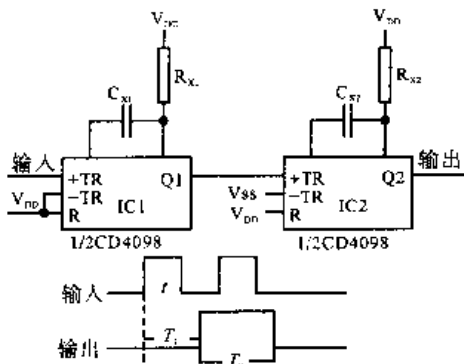 V_DD V_DD
R_X1 R_X2
C_X1 C_X2
输入 输出
+TR Q1 +TR Q2
V_DD -TR V_SS -TR
R IC1 V_DD R IC2
1/2CD4098 1/2CD4098
输入 t
输出 T_1
T